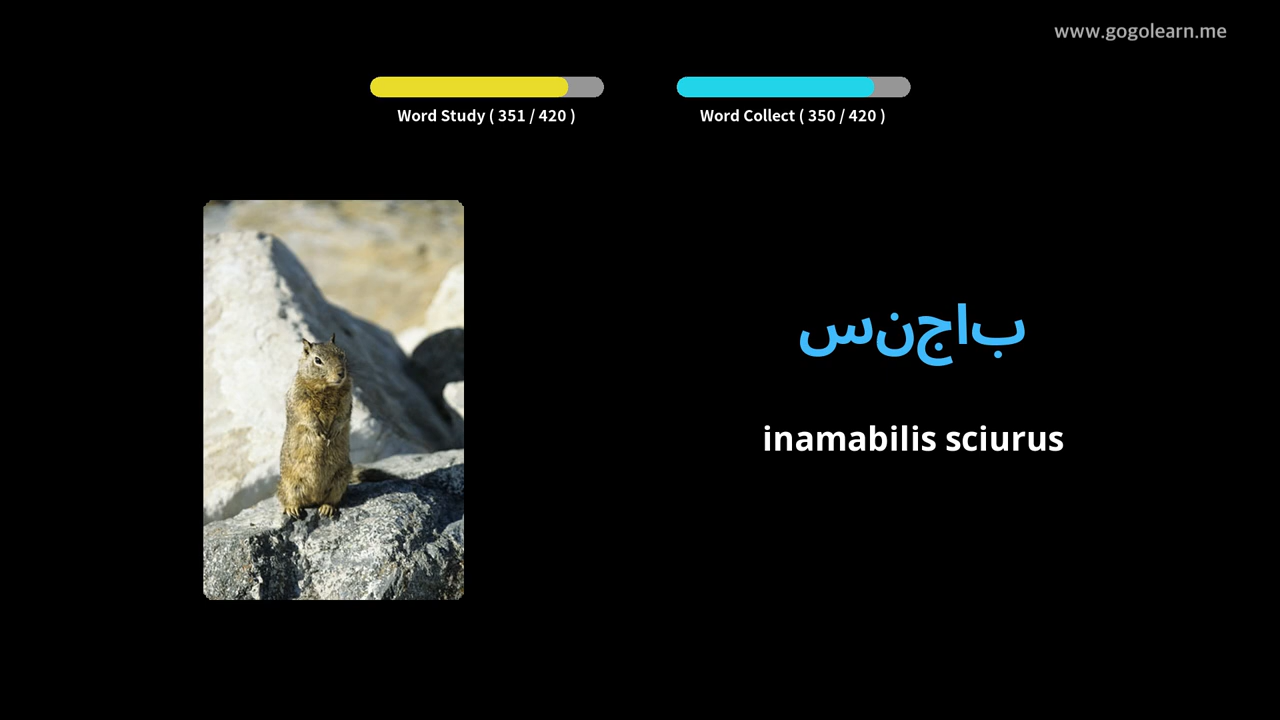 www.gogolearn.me
Word Study ( 351 / 420 )
Word Collect ( 350 / 420 )
سنجاب
inamabilis sciurus